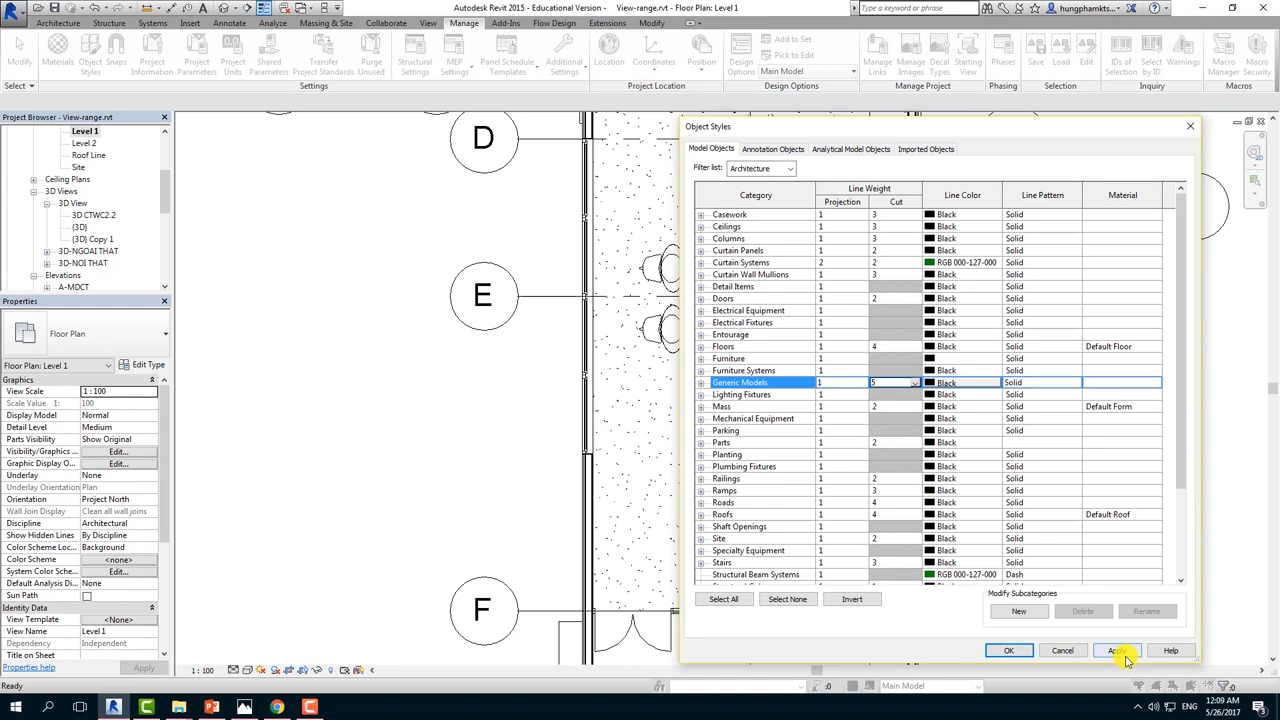 Autodesk Revit 2015 - Educational Version - View-range.rvt - Floor Plan: Level 1
Type a keyword or phrase
hungphamkts...
Architecture Structure Systems Insert Annotate Analyze Massing & Site Collaborate View Manage Add-Ins Flow Design Extensions Modify
Modify
Materials
Object Styles
Snaps
Project Information
Project Parameters
Project Units
Shared Parameters
Transfer Project Standards
Purge Unused
Structural Settings
MEP Settings
Panel Schedule Templates
Additional Settings
Location
Coordinates
Position
Design Options
Add to Set
Pick to Edit
Main Model
Manage Links
Manage Images
Decal Types
Starting View
Phases
Save
Load
Edit
IDs of Selection
Select by ID
Warnings
Macro Manager
Macro Security
Select Settings Project Location Design Options Manage Project Phasing Selection Inquiry Macros
Project Browser - View-range.rvt
Level 1
Level 2
Roof Line
Site
Ceiling Plans
3D Views
3D View
3D CTWC2.2
{3D}
{3D} Copy 1
3D-NGOAI THAT
3D-NOI THAT
Elevations
A-MDCT
Properties
Floor Plan
Floor Plan: Level 1 Edit Type
Graphics
View Scale 1 : 100
Scale Value 1: 100
Display Model Normal
Detail Level Medium
Parts Visibility Show Original
Visibility/Graphics ... Edit...
Graphic Display O... Edit...
Underlay None
Underlay Orientation Plan
Orientation Project North
Wall Join Display Clean all wall joins
Discipline Architectural
Show Hidden Lines By Discipline
Color Scheme Loc... Background
Color Scheme <none>
System Color Sche... Edit...
Default Analysis Di... None
Sun Path
Identity Data
View Template <None>
View Name Level 1
Dependency Independent
Title on Sheet
Properties help Apply
D
E
F
Object Styles
Model Objects Annotation Objects Analytical Model Objects Imported Objects
Filter list: Architecture
Category Line Weight Line Color Line Pattern Material
Projection Cut
Casework 1 3 Black Solid
Ceilings 1 3 Black Solid
Columns 1 3 Black Solid
Curtain Panels 1 2 Black Solid
Curtain Systems 2 2 RGB 000-127-000 Solid
Curtain Wall Mullions 1 3 Black Solid
Detail Items 1 Black Solid
Doors 1 2 Black Solid
Electrical Equipment 1 Black Solid
Electrical Fixtures 1 Black Solid
Entourage 1 Black Solid
Floors 1 4 Black Solid Default Floor
Furniture 1 Black Solid
Furniture Systems 1 Black Solid
Generic Models 1 5 Black Solid
Lighting Fixtures 1 Black Solid
Mass 1 2 Black Solid Default Form
Mechanical Equipment 1 Black Solid
Parking 1 Black Solid
Parts 1 2 Black Solid
Planting 1 Black Solid
Plumbing Fixtures 1 Black Solid
Railings 1 2 Black Solid
Ramps 1 3 Black Solid
Roads 1 4 Black Solid
Roofs 1 4 Black Solid Default Roof
Shaft Openings 1 Black Solid
Site 1 2 Black Solid
Specialty Equipment 1 Black Solid
Stairs 1 3 Black Solid
Structural Beam Systems 1 RGB 000-127-000 Dash
Select All Select None Invert
Modify Subcategories
New Delete Rename
OK Cancel Apply Help
1 : 100
Ready
:0 Main Model :0
ENG
12:09 AM
5/26/2017